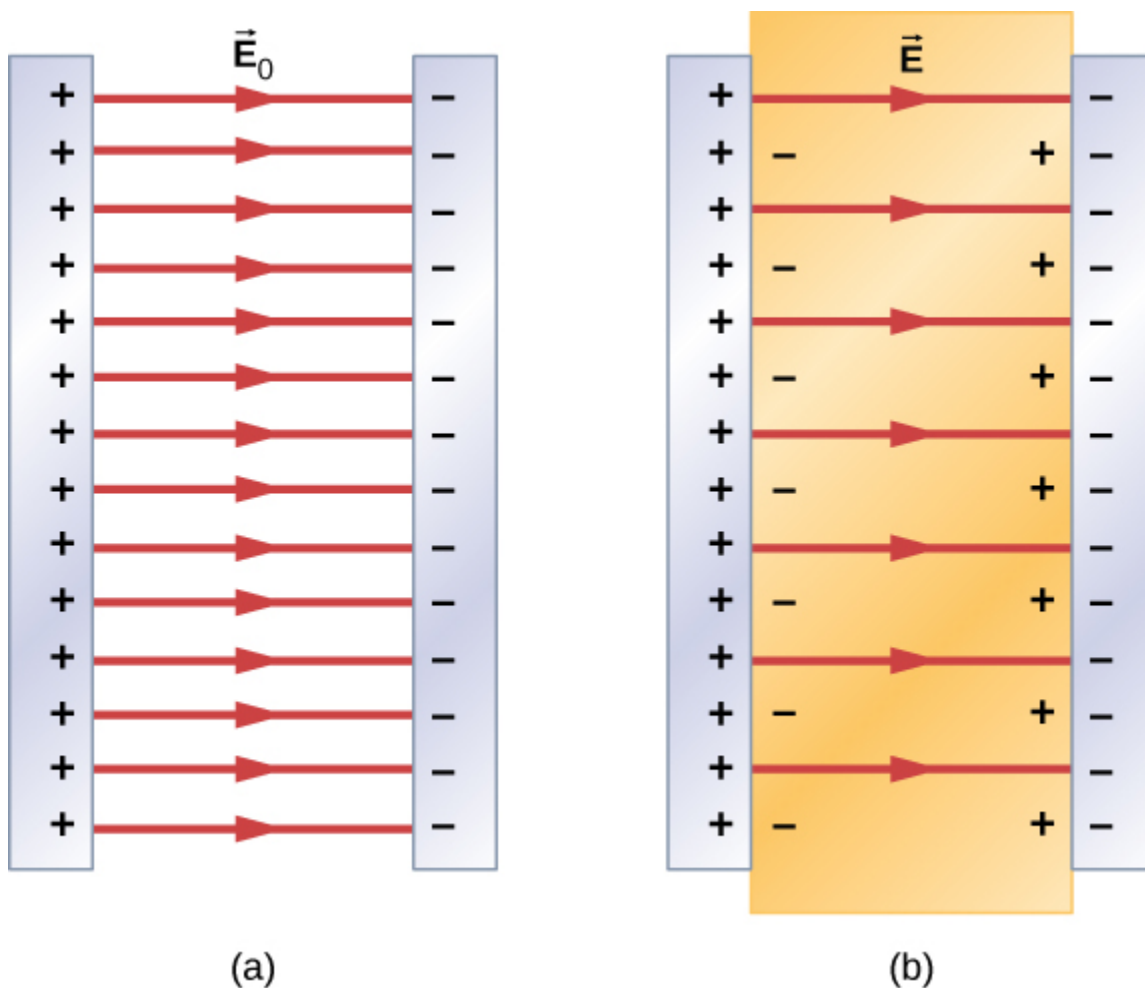 E⃗₀
E⃗
+ −
+ − − + −
+ −
+ − − + −
+ −
+ − − + −
+ −
+ − − + −
+ −
+ − − + −
+ −
+ − − + −
+ −
+ − − + −
(a)
(b)